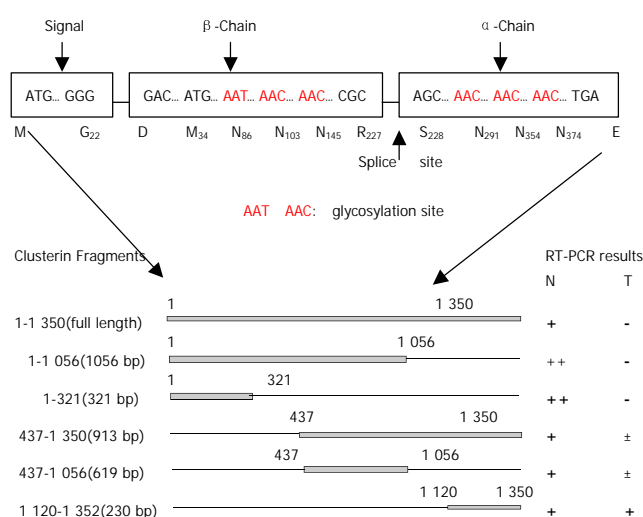 Signal β-Chain α-Chain
ATG… GGG GAC… ATG… AAT… AAC… AAC… CGC AGC… AAC… AAC… AAC… TGA
M G22 D M34 N86 N103 N145 R227 S228 N291 N354 N374 E
Splice site
AAT AAC: glycosylation site
Clusterin Fragments RT-PCR results
N T
1 1 350
1-1 350(full length) + -
1 1 056
1-1 056(1056 bp) ++ -
1 321
1-321(321 bp) ++ -
437 1 350
437-1 350(913 bp) + ±
437 1 056
437-1 056(619 bp) + ±
1 120 1 350
1 120-1 352(230 bp) + +